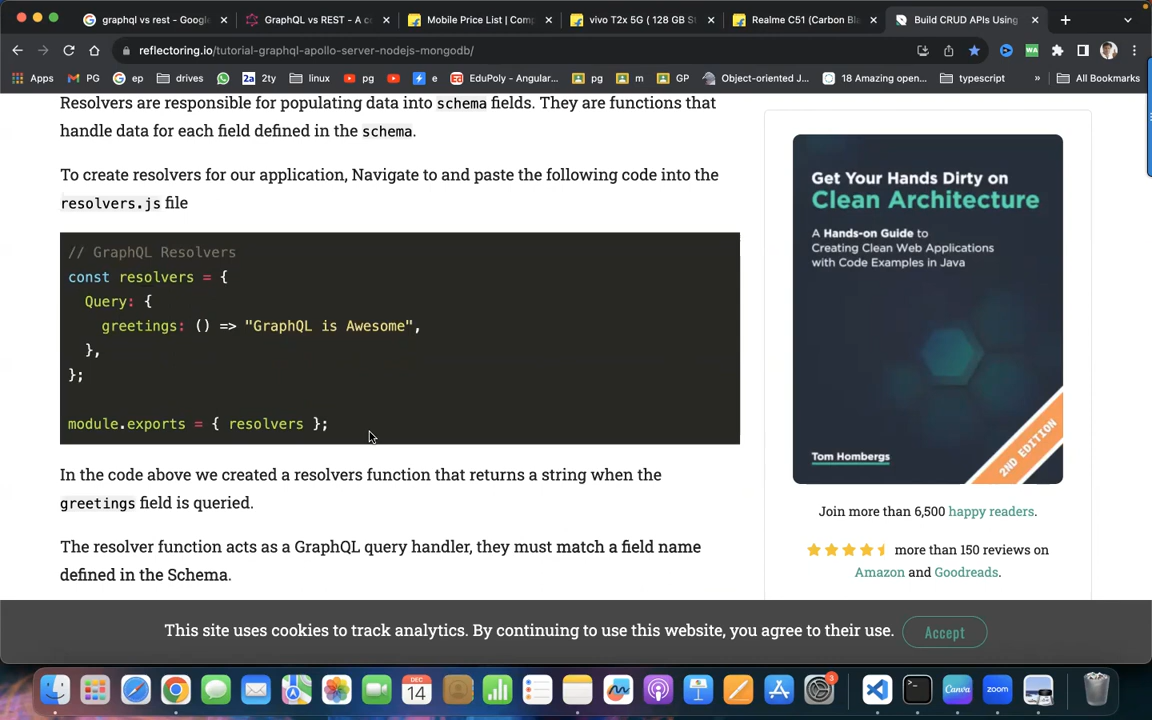 graphql vs rest - Google
GraphQL vs REST - A c
Mobile Price List | Comp
vivo T2x 5G ( 128 GB St
Realme C51 (Carbon Bla
Build CRUD APIs Using
reflectoring.io/tutorial-graphql-apollo-server-nodejs-mongodb/
WA
Apps
PG
ep
drives
2ty
linux
pg
e
EduPoly - Angular...
pg
m
GP
Object-oriented J...
18 Amazing open...
typescript
»
All Bookmarks
Resolvers are responsible for populating data into schema fields. They are functions that
handle data for each field defined in the schema.
To create resolvers for our application, Navigate to and paste the following code into the
resolvers.js file
// GraphQL Resolvers
const resolvers = {
Query: {
greetings: () => "GraphQL is Awesome",
},
};
module.exports = { resolvers };
In the code above we created a resolvers function that returns a string when the
greetings field is queried.
The resolver function acts as a GraphQL query handler, they must match a field name
defined in the Schema.
Get Your Hands Dirty on
Clean Architecture
A Hands-on Guide to
Creating Clean Web Applications
with Code Examples in Java
Tom Hombergs
2ND EDITION
Join more than 6,500 happy readers.
more than 150 reviews on
Amazon and Goodreads.
This site uses cookies to track analytics. By continuing to use this website, you agree to their use.
Accept
DEC
14
3
Canva
zoom